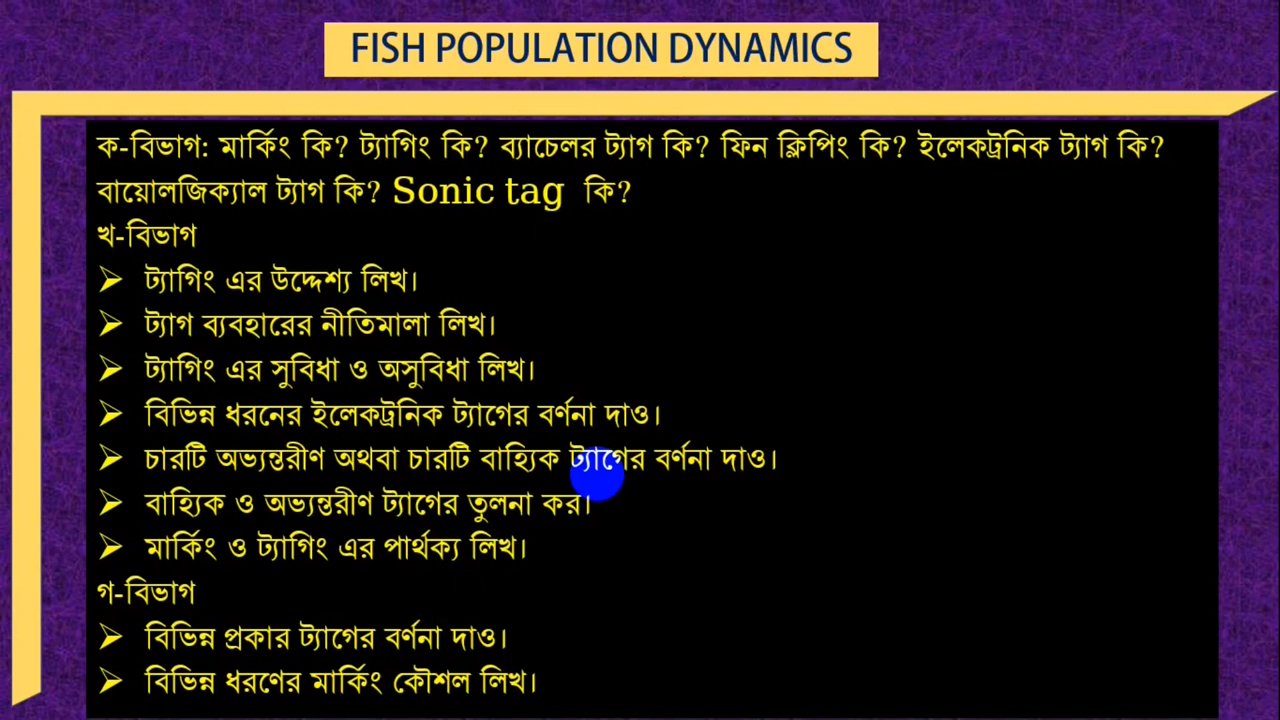 FISH POPULATION DYNAMICS
ক-বিভাগ: মার্কিং কি? ট্যাগিং কি? ব্যাচেলর ট্যাগ কি? ফিন ক্লিপিং কি? ইলেকট্রনিক ট্যাগ কি?
বায়োলজিক্যাল ট্যাগ কি? Sonic tag কি?
খ-বিভাগ
➢ ট্যাগিং এর উদ্দেশ্য লিখ।
➢ ট্যাগ ব্যবহারের নীতিমালা লিখ।
➢ ট্যাগিং এর সুবিধা ও অসুবিধা লিখ।
➢ বিভিন্ন ধরনের ইলেকট্রনিক ট্যাগের বর্ণনা দাও।
➢ চারটি অভ্যন্তরীণ অথবা চারটি বাহ্যিক ট্যাগের বর্ণনা দাও।
➢ বাহ্যিক ও অভ্যন্তরীণ ট্যাগের তুলনা কর।
➢ মার্কিং ও ট্যাগিং এর পার্থক্য লিখ।
গ-বিভাগ
➢ বিভিন্ন প্রকার ট্যাগের বর্ণনা দাও।
➢ বিভিন্ন ধরণের মার্কিং কৌশল লিখ।